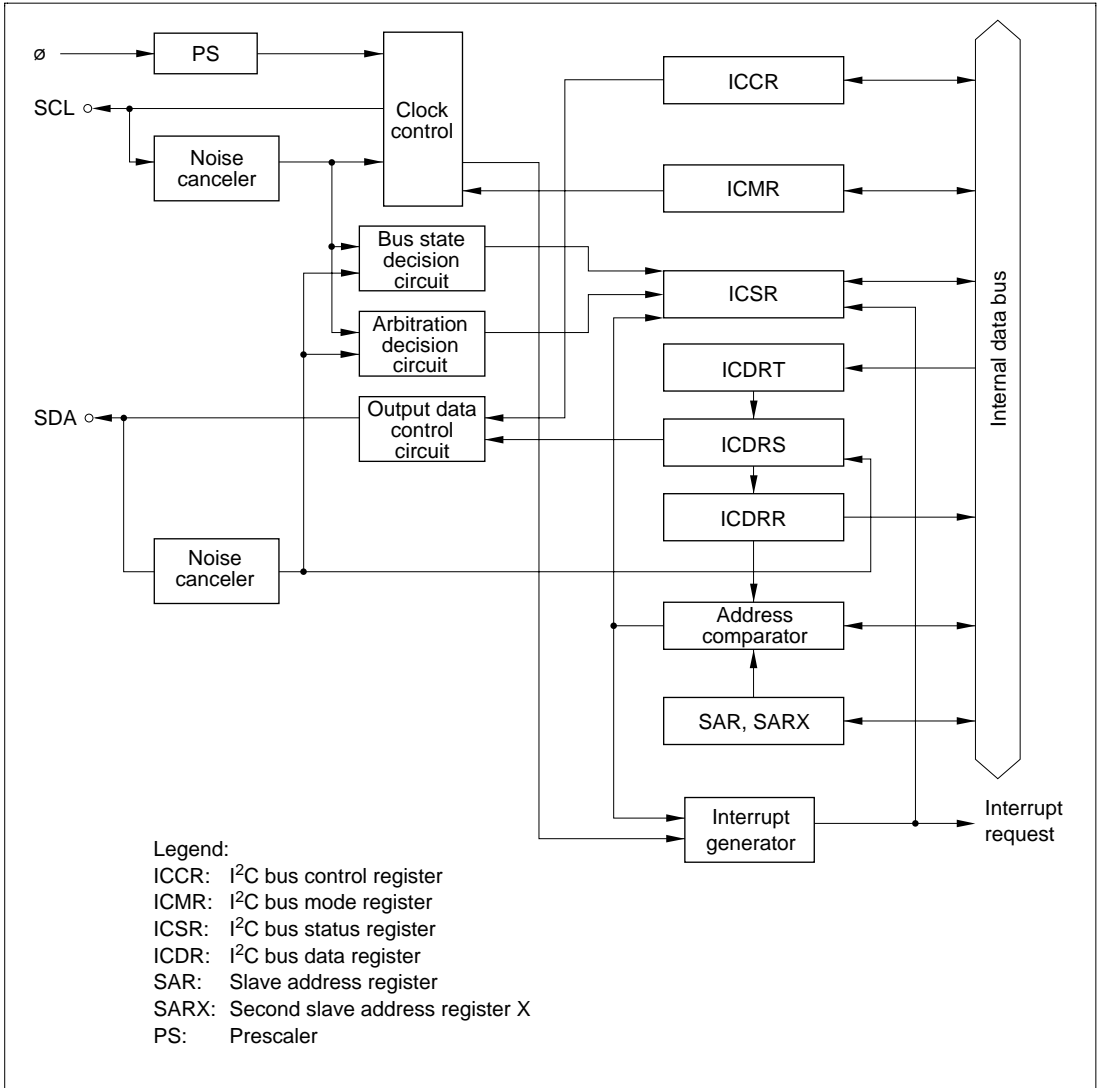 ø
PS
SCL
Clock
control
Noise
canceler
ICCR
ICMR
Bus state
decision
circuit
ICSR
Arbitration
decision
circuit
ICDRT
SDA
Output data
control
circuit
ICDRS
ICDRR
Noise
canceler
Address
comparator
SAR, SARX
Internal data bus
Interrupt
generator
Interrupt
request
Legend:
ICCR: I²C bus control register
ICMR: I²C bus mode register
ICSR: I²C bus status register
ICDR: I²C bus data register
SAR: Slave address register
SARX: Second slave address register X
PS: Prescaler